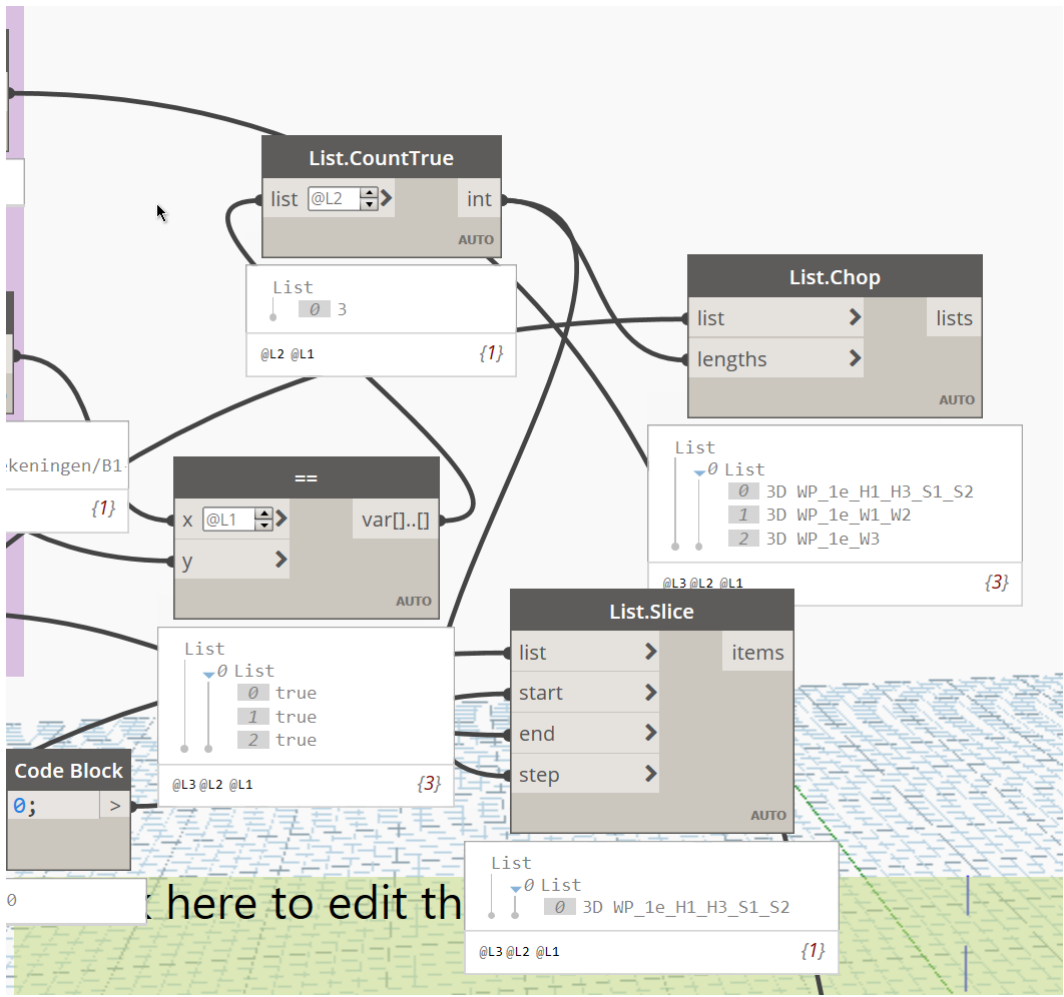 List.CountTrue
list @L2 > int
AUTO
List
0 3
@L2 @L1 {1}
List.Chop
list > lists
lengths >
AUTO
List
0 List
0 3D WP_1e_H1_H3_S1_S2
1 3D WP_1e_W1_W2
2 3D WP_1e_W3
@L3 @L2 @L1 {3}
ekeningen/B1-
{1}
==
x @L1 > var[]..[]
y >
AUTO
List
0 List
0 true
1 true
2 true
@L3 @L2 @L1 {3}
List.Slice
list > items
start >
end >
step >
AUTO
List
0 List
0 3D WP_1e_H1_H3_S1_S2
@L3 @L2 @L1 {1}
Code Block
0; >
0
here to edit th